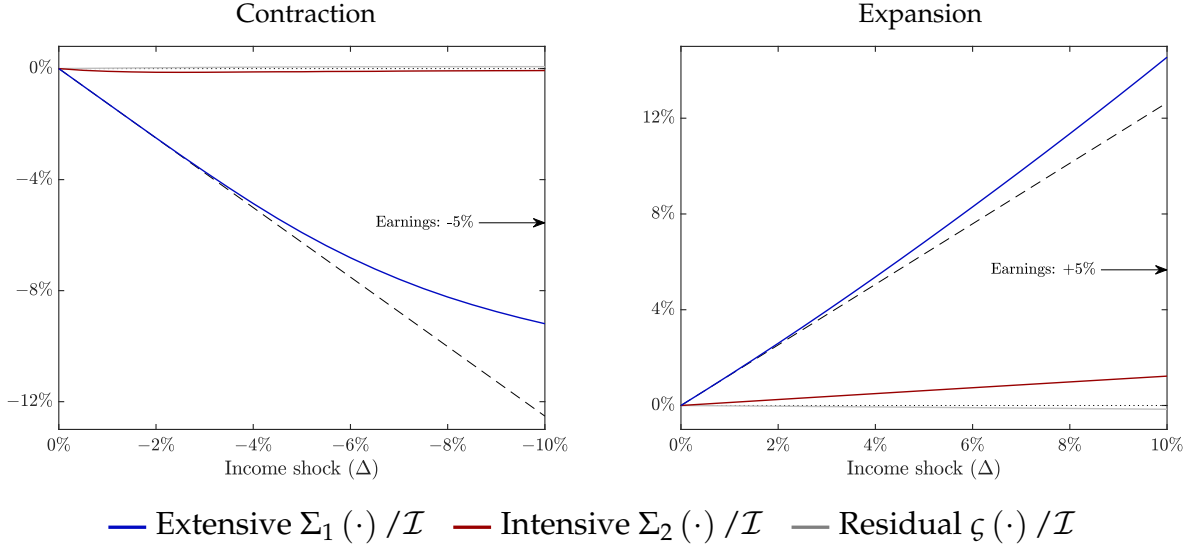 Contraction
0%
−4%
−8%
−12%
Earnings: -5%
0% −2% −4% −6% −8% −10%
Income shock (Δ)
Expansion
12%
8%
4%
0%
Earnings: +5%
0% 2% 4% 6% 8% 10%
Income shock (Δ)
Extensive Σ₁ (·) /ℐ Intensive Σ₂ (·) /ℐ Residual ς (·) /ℐ